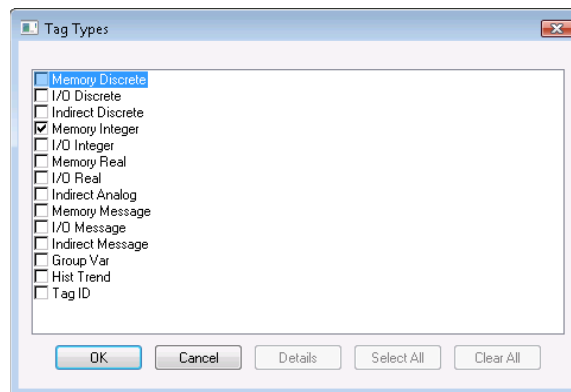 Tag Types
Memory Discrete
I/O Discrete
Indirect Discrete
Memory Integer
I/O Integer
Memory Real
I/O Real
Indirect Analog
Memory Message
I/O Message
Indirect Message
Group Var
Hist Trend
Tag ID
OK Cancel Details Select All Clear All